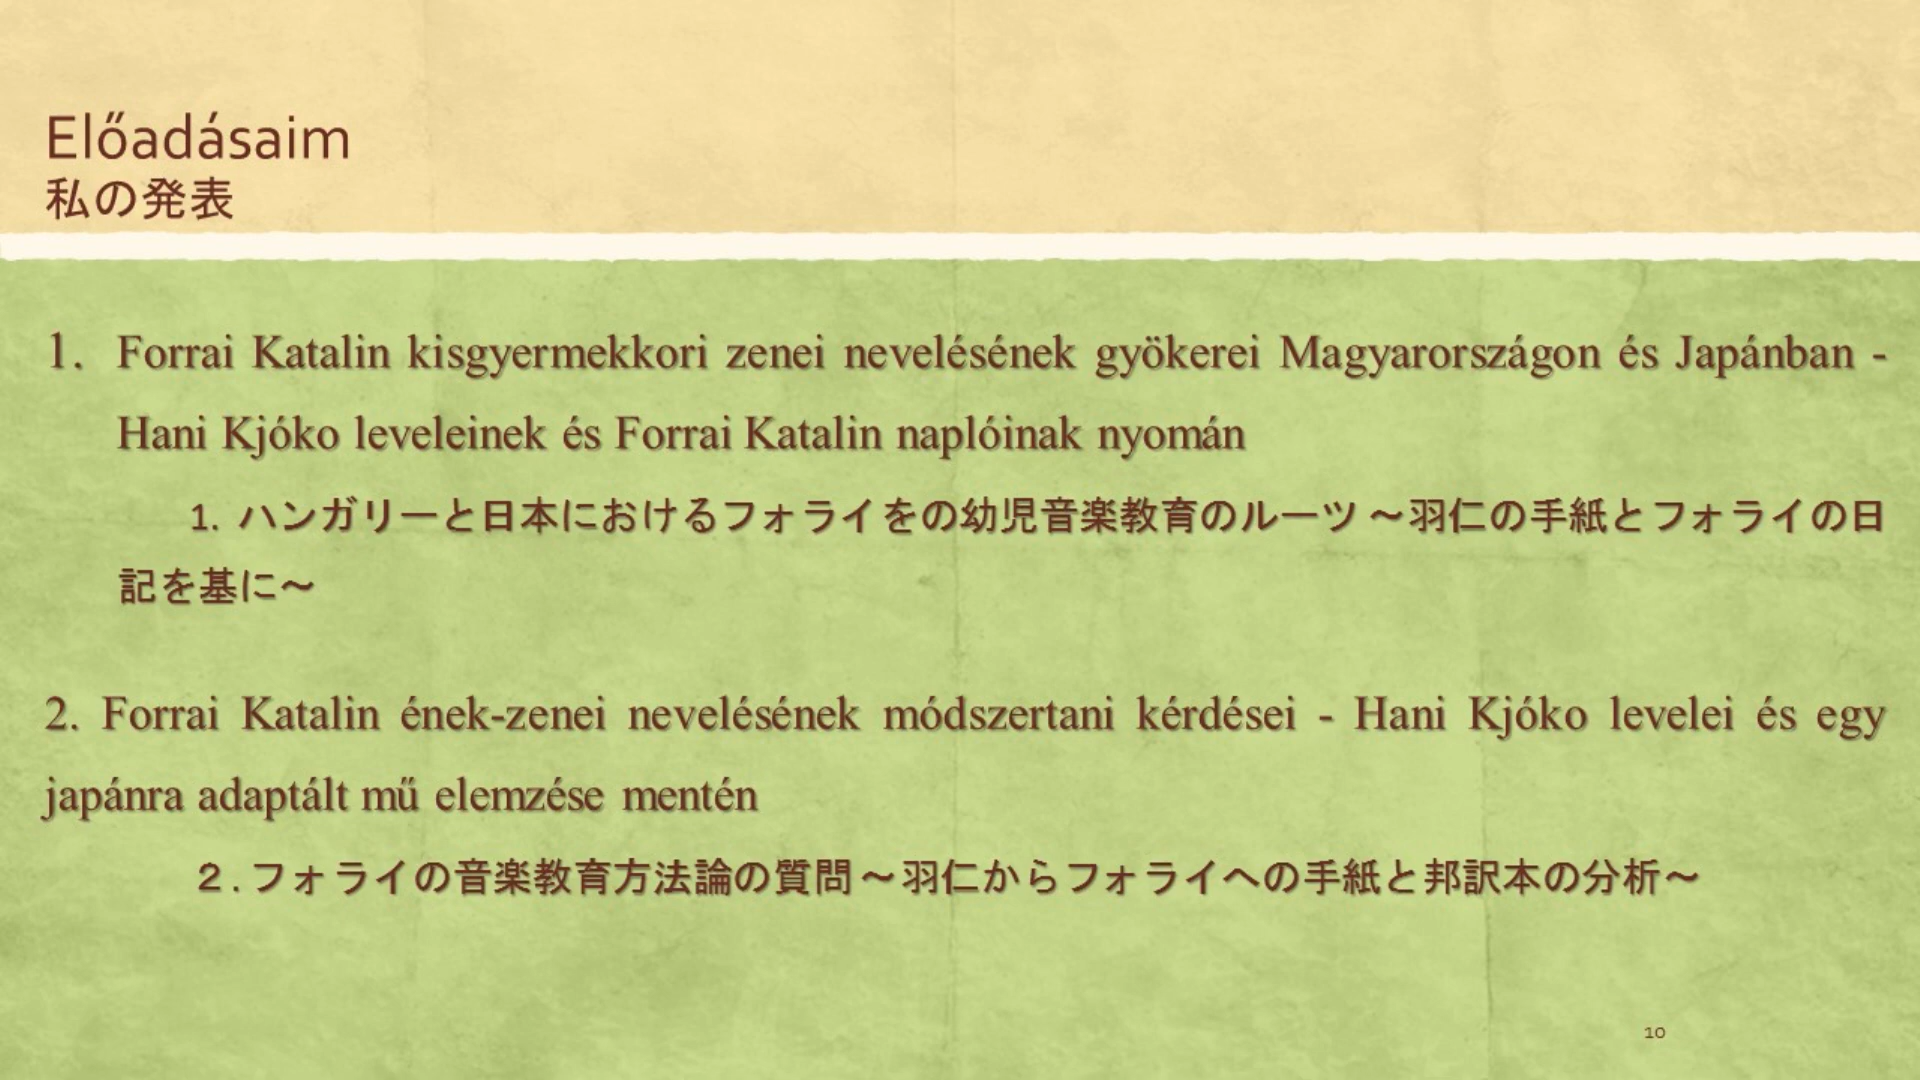 Előadásaim
私の発表
1. Forrai Katalin kisgyermekkori zenei nevelésének gyökerei Magyarországon és Japánban -
Hani Kjóko leveleinek és Forrai Katalin naplóinak nyomán
1. ハンガリーと日本におけるフォライをの幼児音楽教育のルーツ～羽仁の手紙とフォライの日
記を基に～
2. Forrai Katalin ének-zenei nevelésének módszertani kérdései - Hani Kjóko levelei és egy
japánra adaptált mű elemzése mentén
２.フォライの音楽教育方法論の質問～羽仁からフォライへの手紙と邦訳本の分析～
10